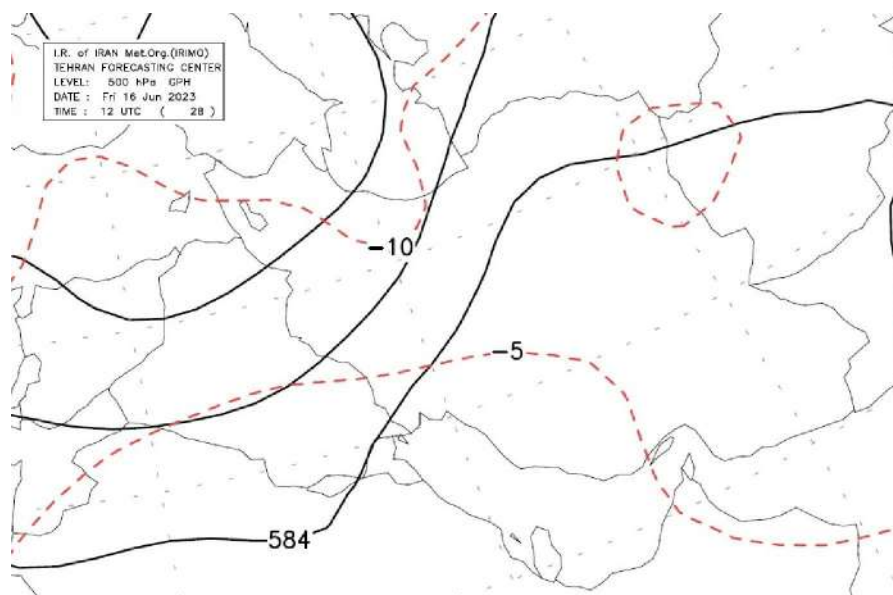 I.R. of IRAN Met.Org.(IRIMO)
TEHRAN FORECASTING CENTER
LEVEL: 500 hPa GPH
DATE : Fri 16 Jun 2023
TIME : 12 UTC ( 28 )
-10
-5
584